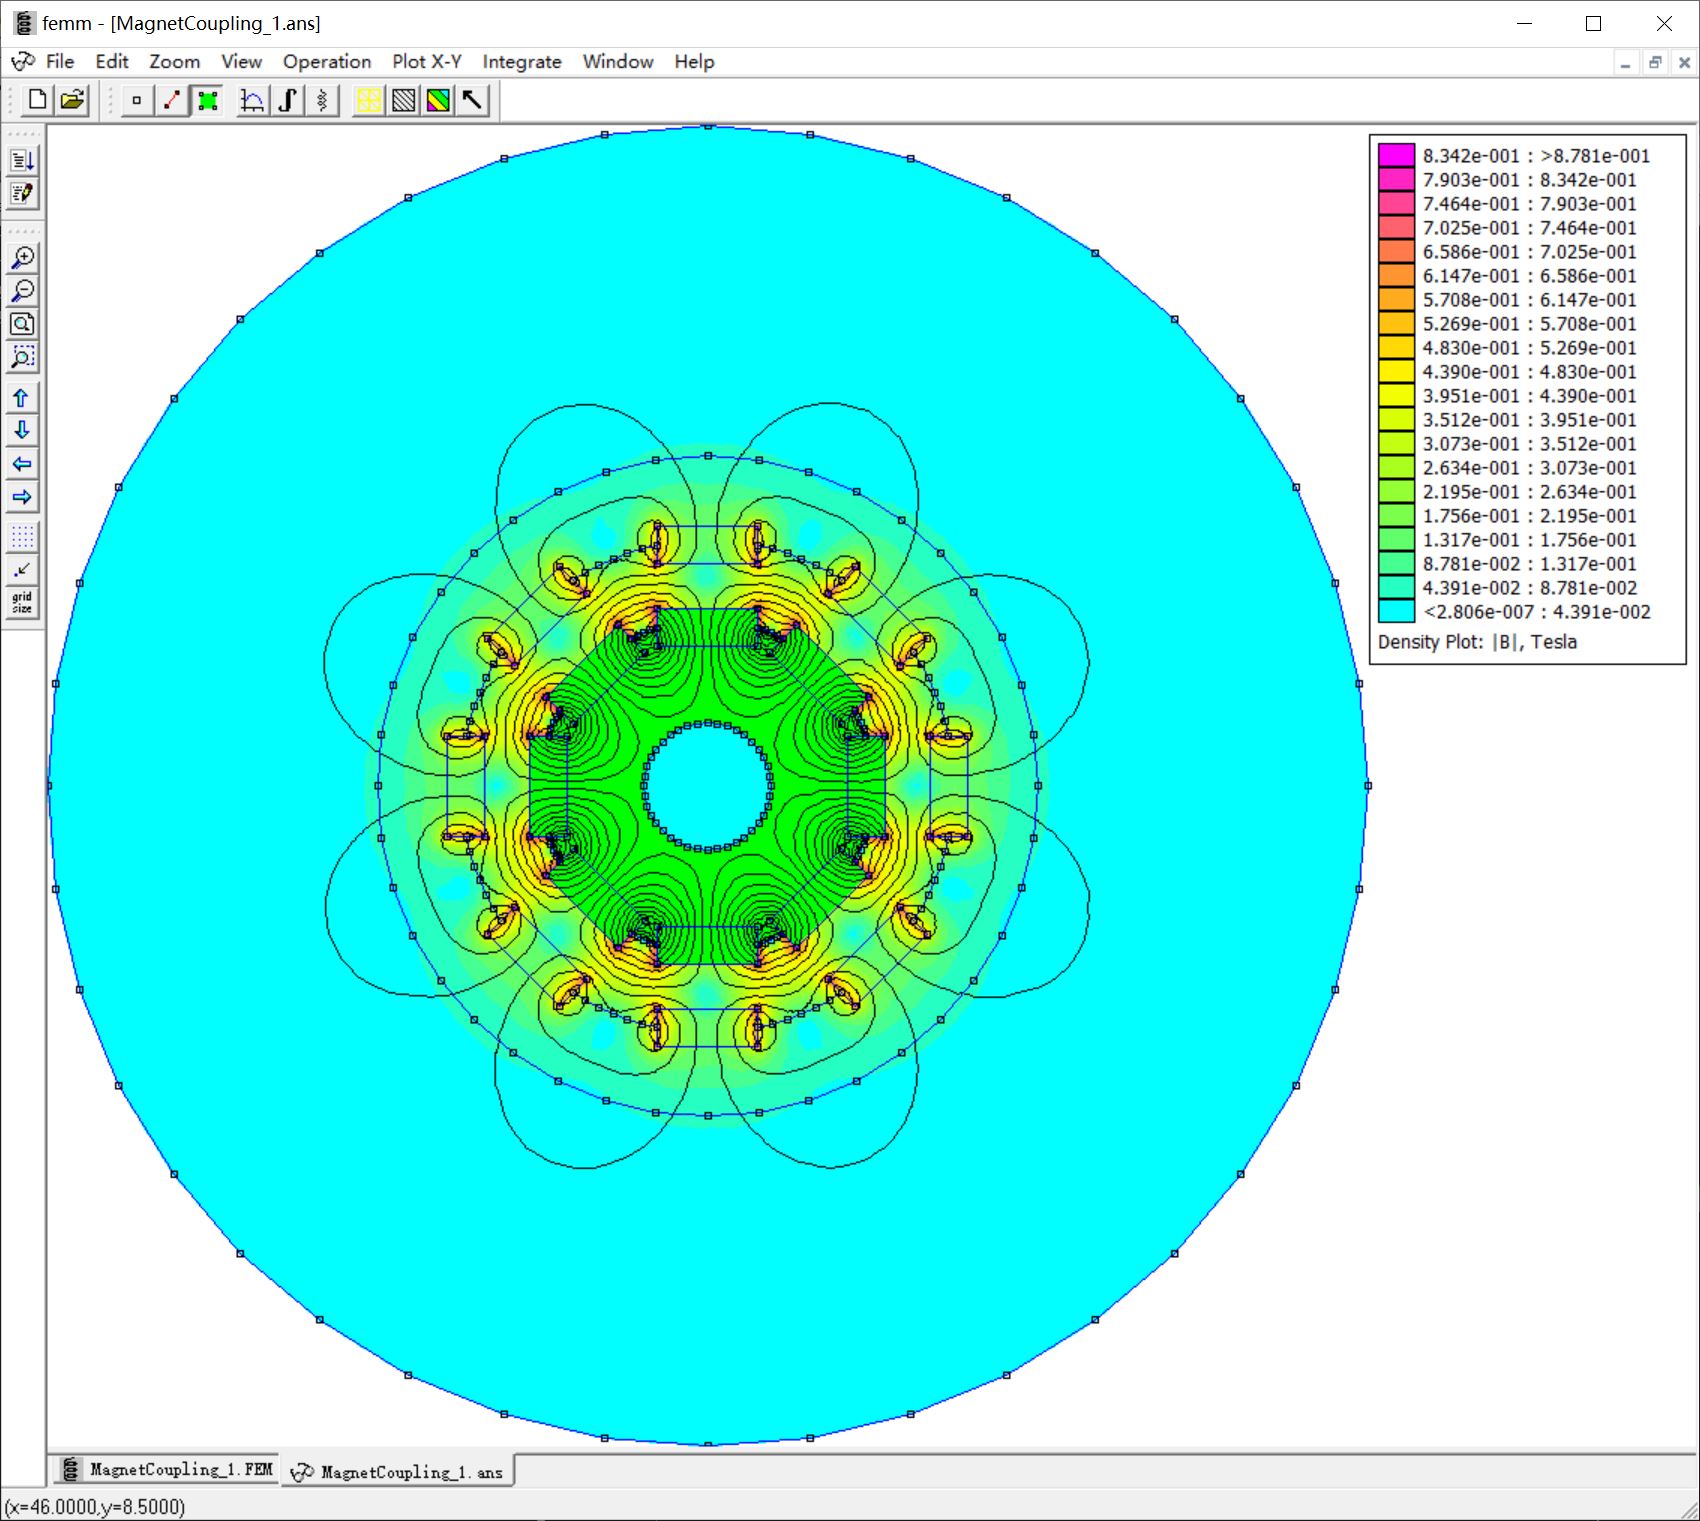 femm - [MagnetCoupling_1.ans]
File Edit Zoom View Operation Plot X-Y Integrate Window Help
8.342e-001 : >8.781e-001
7.903e-001 : 8.342e-001
7.464e-001 : 7.903e-001
7.025e-001 : 7.464e-001
6.586e-001 : 7.025e-001
6.147e-001 : 6.586e-001
5.708e-001 : 6.147e-001
5.269e-001 : 5.708e-001
4.830e-001 : 5.269e-001
4.390e-001 : 4.830e-001
3.951e-001 : 4.390e-001
3.512e-001 : 3.951e-001
3.073e-001 : 3.512e-001
2.634e-001 : 3.073e-001
2.195e-001 : 2.634e-001
1.756e-001 : 2.195e-001
1.317e-001 : 1.756e-001
8.781e-002 : 1.317e-001
4.391e-002 : 8.781e-002
<2.806e-007 : 4.391e-002
Density Plot: |B|, Tesla
grid
size
MagnetCoupling_1.FEM
MagnetCoupling_1.ans
(x=46.0000,y=8.5000)